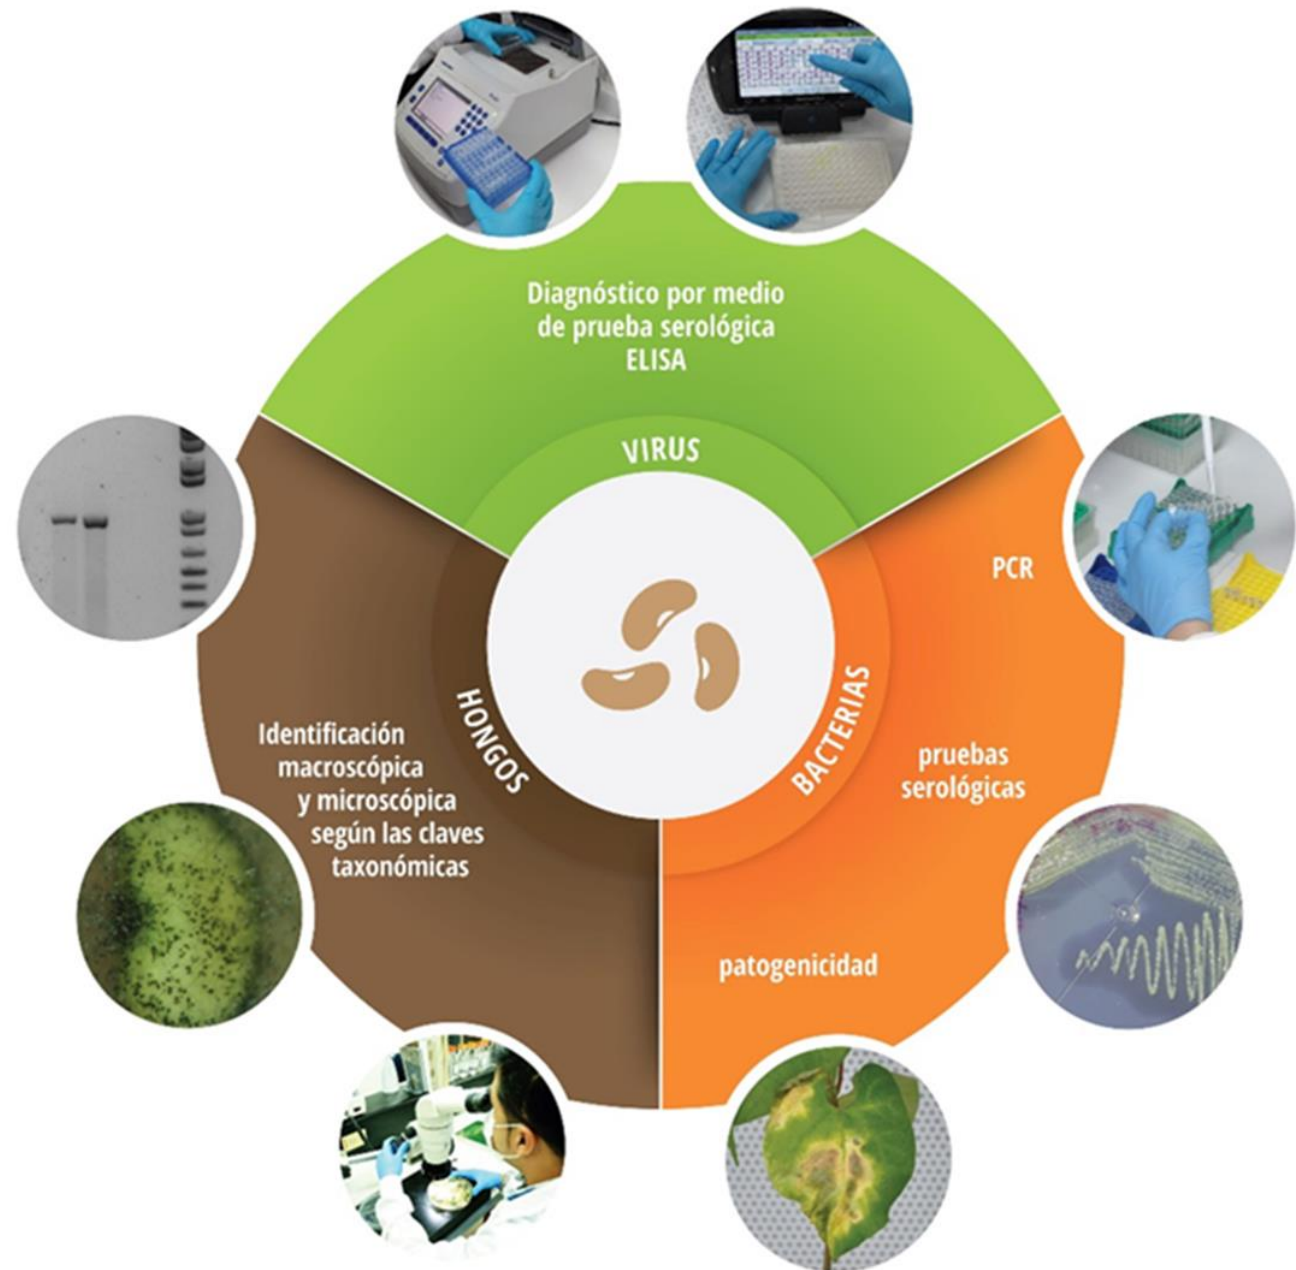 Diagnóstico por medio
de prueba serológica
ELISA
VIRUS
PCR
BACTERIAS
pruebas
serológicas
patogenicidad
HONGOS
Identificación
macroscópica
y microscópica
según las claves
taxonómicas